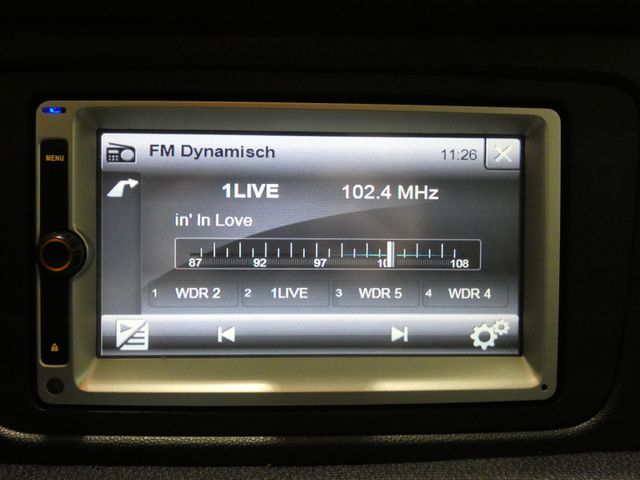 MENU
FM Dynamisch 11:26
1LIVE 102.4 MHz
in' In Love
87 92 97 108
1 WDR 2 2 1LIVE 3 WDR 5 4 WDR 4